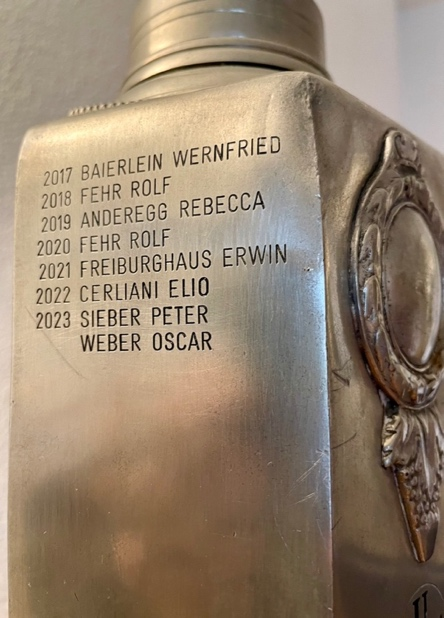 2017 BAIERLEIN WERNFRIED
2018 FEHR ROLF
2019 ANDEREGG REBECCA
2020 FEHR ROLF
2021 FREIBURGHAUS ERWIN
2022 CERLIANI ELIO
2023 SIEBER PETER
WEBER OSCAR